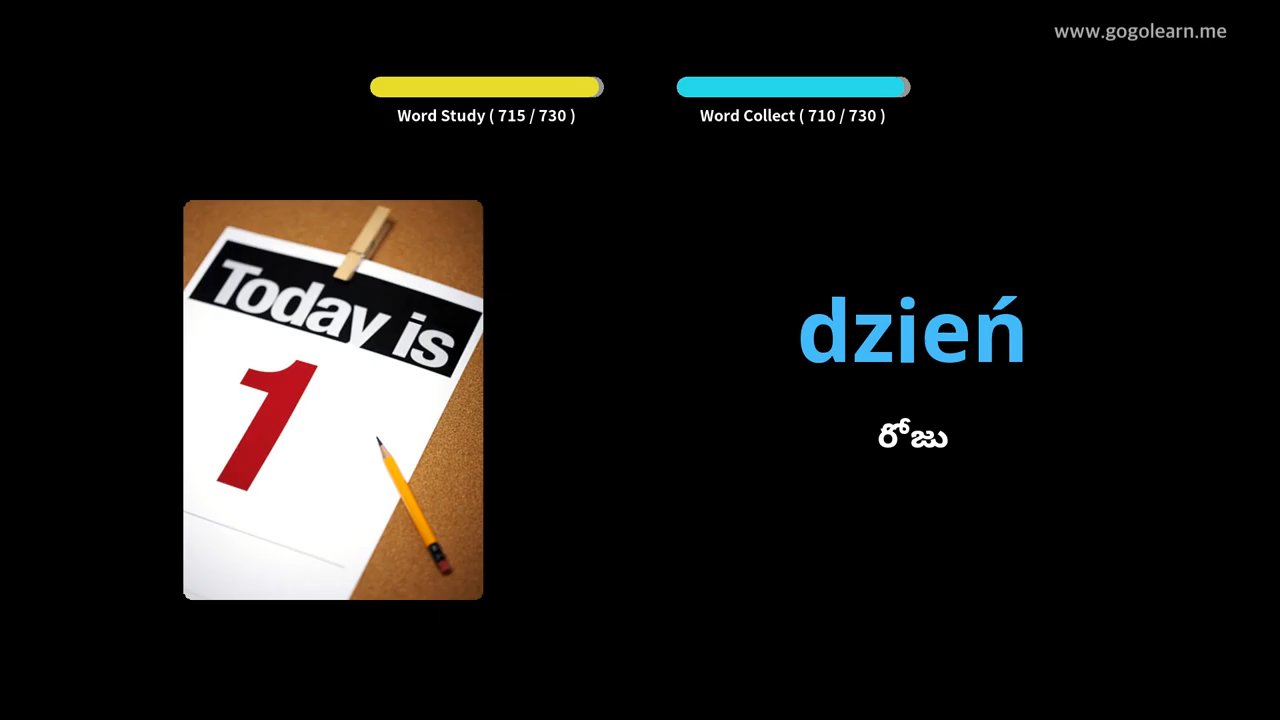 www.gogolearn.me
Word Study ( 715 / 730 )
Word Collect ( 710 / 730 )
Today is
1
dzień
రోజు